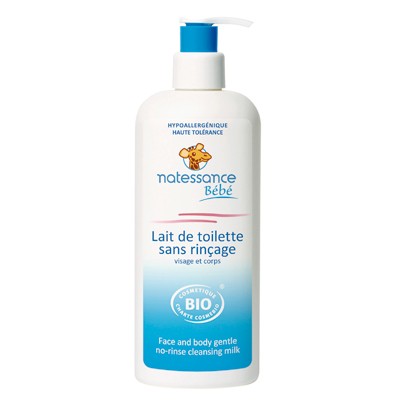 HYPOALLERGÉNIQUE
HAUTE TOLÉRANCE
natessance
Bébé
Lait de toilette
sans rinçage
visage et corps
COSMETIQUE
BIO
CHARTE COSMEBIO
Face and body gentle
no-rinse cleansing milk